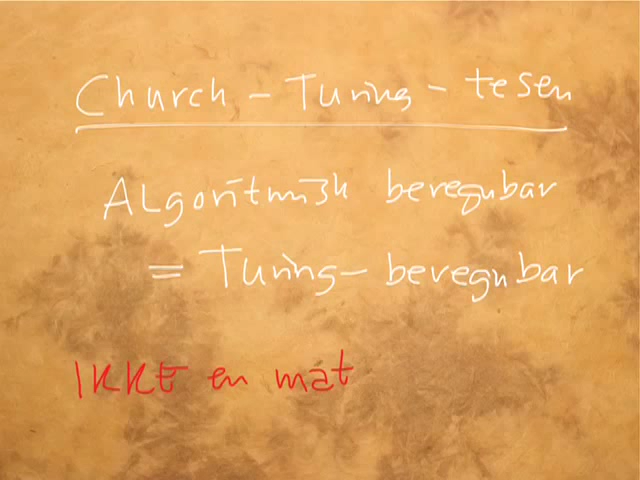 Church - Turing - tesen
Algoritmisk beregnbar
= Turing - beregnbar
IKKE en mat